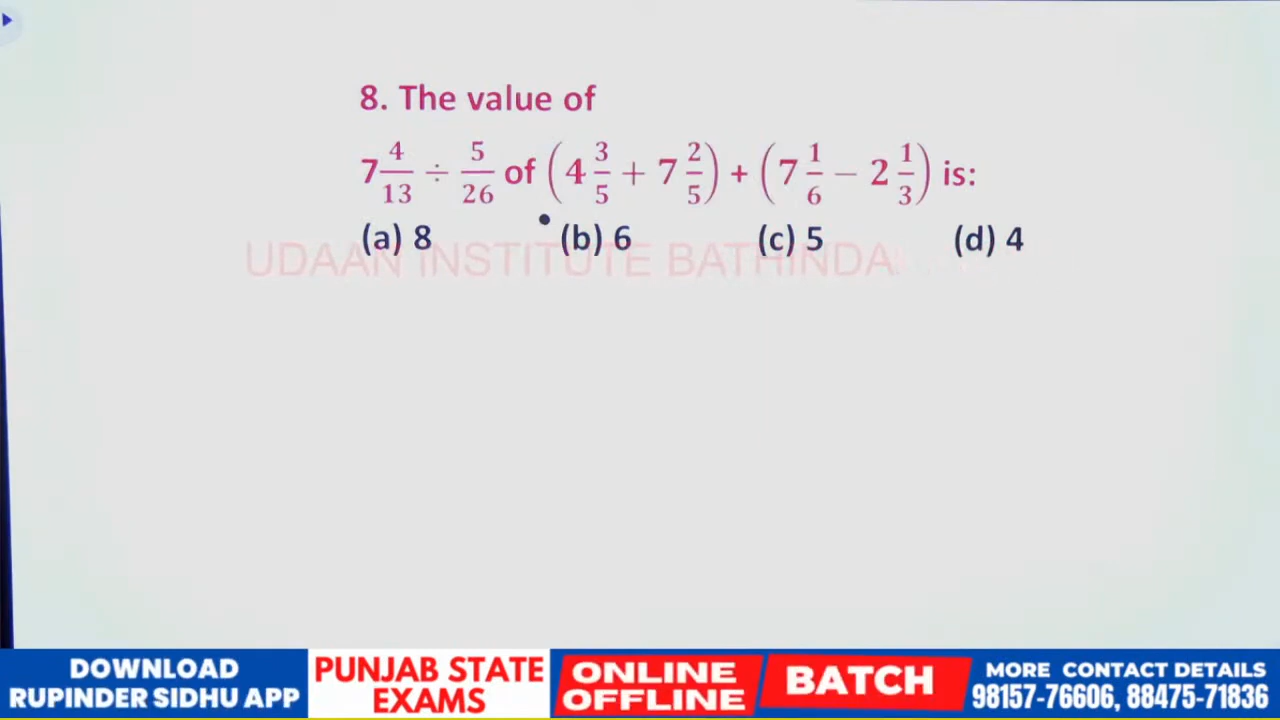 8. The value of
7 4/13 ÷ 5/26 of (4 3/5 + 7 2/5) + (7 1/6 − 2 1/3) is:
(a) 8 (b) 6 (c) 5 (d) 4
UDAAN INSTITUTE BATHINDA
DOWNLOAD
RUPINDER SIDHU APP
PUNJAB STATE
EXAMS
ONLINE
OFFLINE
BATCH
MORE CONTACT DETAILS
98157-76606, 88475-71836